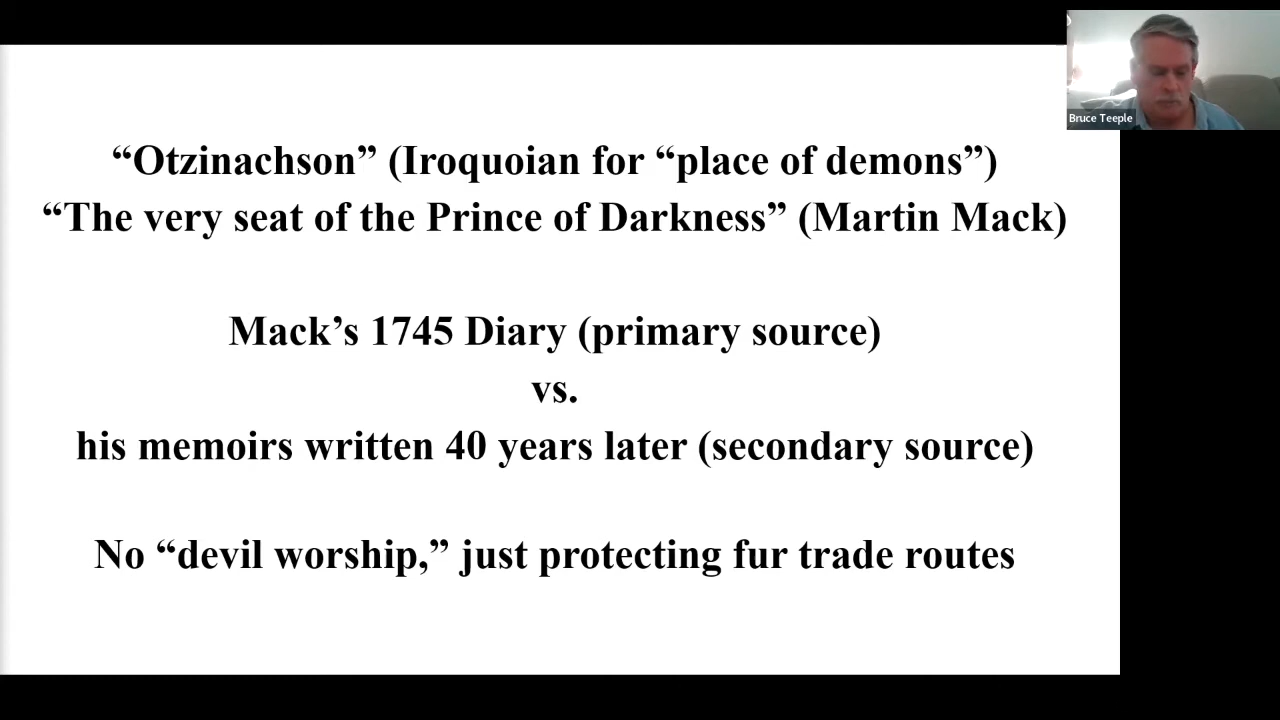 “Otzinachson” (Iroquoian for “place of demons”)
“The very seat of the Prince of Darkness” (Martin Mack)
Mack’s 1745 Diary (primary source)
vs.
his memoirs written 40 years later (secondary source)
No “devil worship,” just protecting fur trade routes
Bruce Teeple